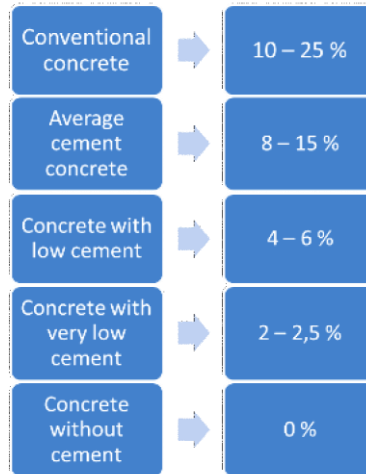 Conventional
concrete
10 – 25 %
Average
cement
concrete
8 – 15 %
Concrete with
low cement
4 – 6 %
Concrete with
very low
cement
2 – 2,5 %
Concrete
without
cement
0 %